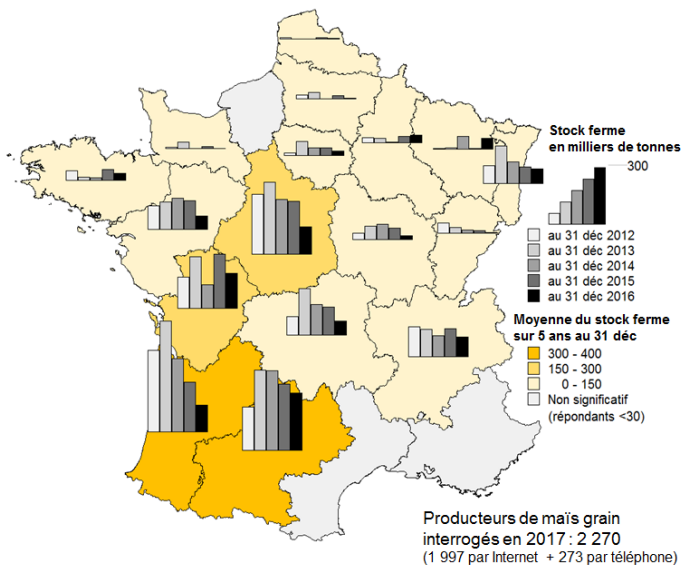 Stock ferme
en milliers de tonnes
300
au 31 déc 2012
au 31 déc 2013
au 31 déc 2014
au 31 déc 2015
au 31 déc 2016
Moyenne du stock ferme
sur 5 ans au 31 déc
300 - 400
150 - 300
0 - 150
Non significatif
(répondants <30)
Producteurs de maïs grain
interrogés en 2017 : 2 270
(1 997 par Internet + 273 par téléphone)